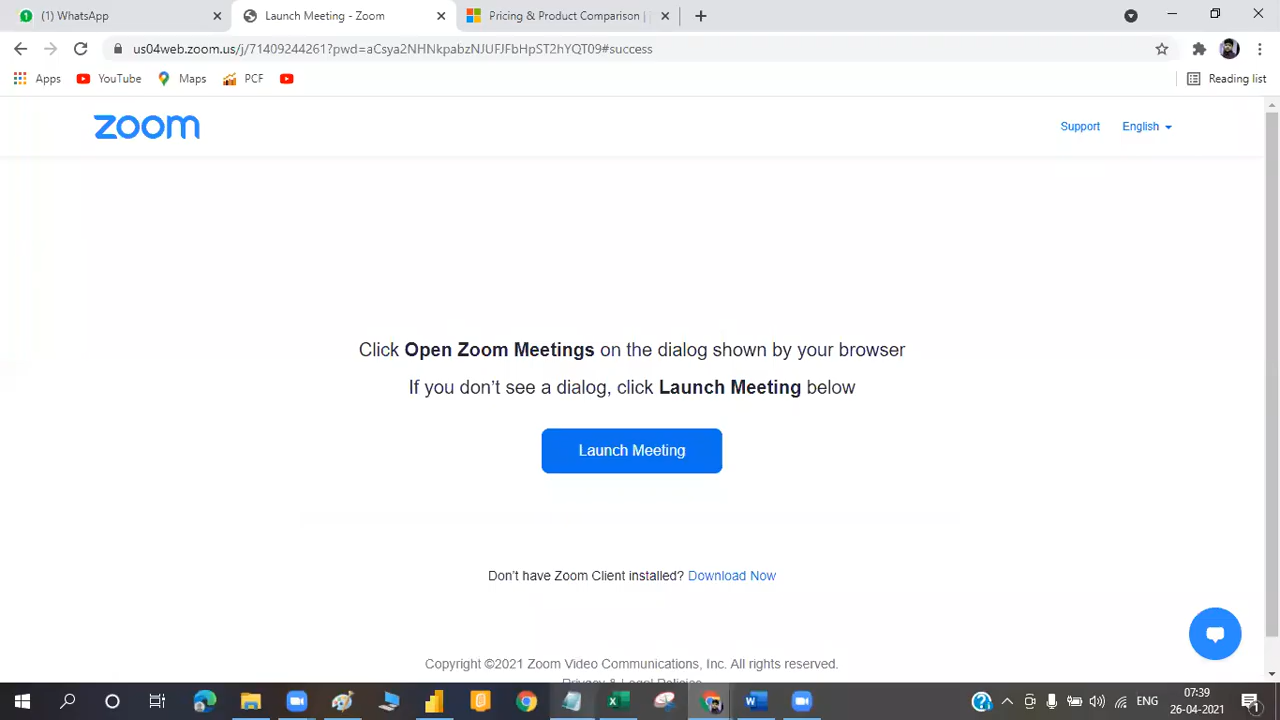 (1) WhatsApp
Launch Meeting - Zoom
Pricing & Product Comparison |
us04web.zoom.us/j/71409244261?pwd=aCsya2NHNkpabzNJUFJFbHpST2hYQT09#success
Apps
YouTube
Maps
PCF
Reading list
zoom
Support
English
Click Open Zoom Meetings on the dialog shown by your browser
If you don’t see a dialog, click Launch Meeting below
Launch Meeting
Don’t have Zoom Client installed? Download Now
Copyright ©2021 Zoom Video Communications, Inc. All rights reserved.
Privacy & Legal Policies
ENG
07:39
26-04-2021